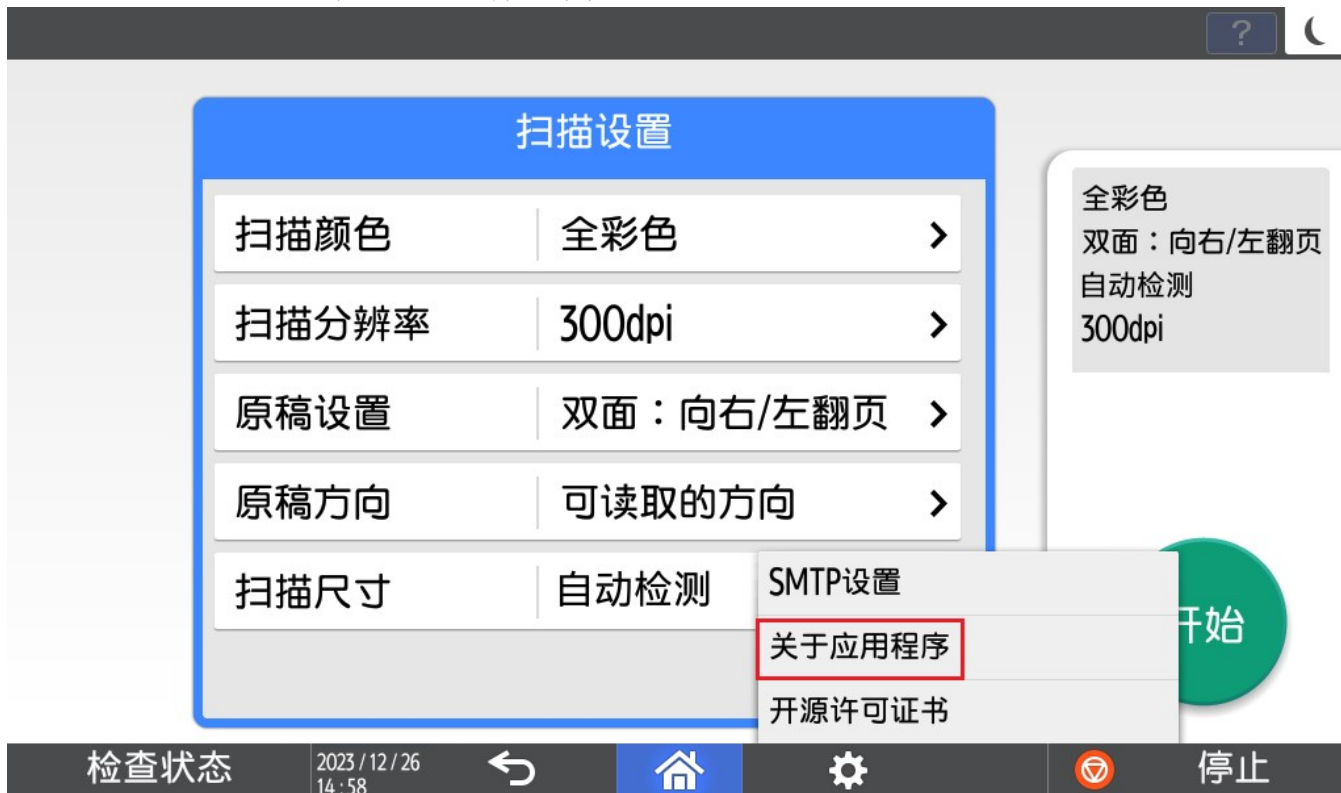 ?
扫描设置
扫描颜色 全彩色
扫描分辨率 300dpi
原稿设置 双面：向右/左翻页
原稿方向 可读取的方向
扫描尺寸 自动检测
全彩色
双面：向右/左翻页
自动检测
300dpi
SMTP设置
关于应用程序
开源许可证书
始
检查状态
2023 / 12 / 26
14 : 58
停止